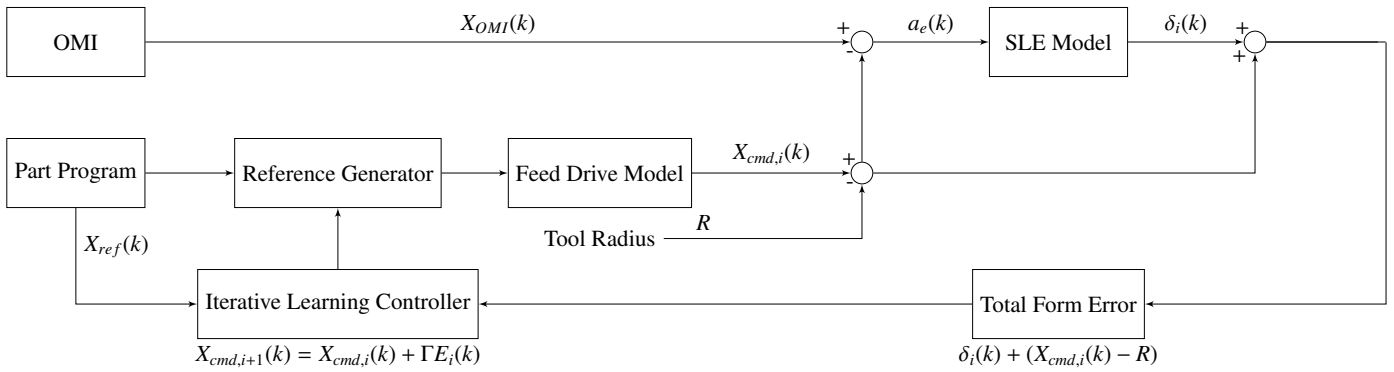 OMI
X_{OMI}(k)
+
-
a_e(k)
SLE Model
δ_i(k)
+
+
Part Program
Reference Generator
Feed Drive Model
X_{cmd,i}(k)
+
-
Tool Radius
R
X_{ref}(k)
Iterative Learning Controller
X_{cmd,i+1}(k) = X_{cmd,i}(k) + ΓE_i(k)
Total Form Error
δ_i(k) + (X_{cmd,i}(k) − R)